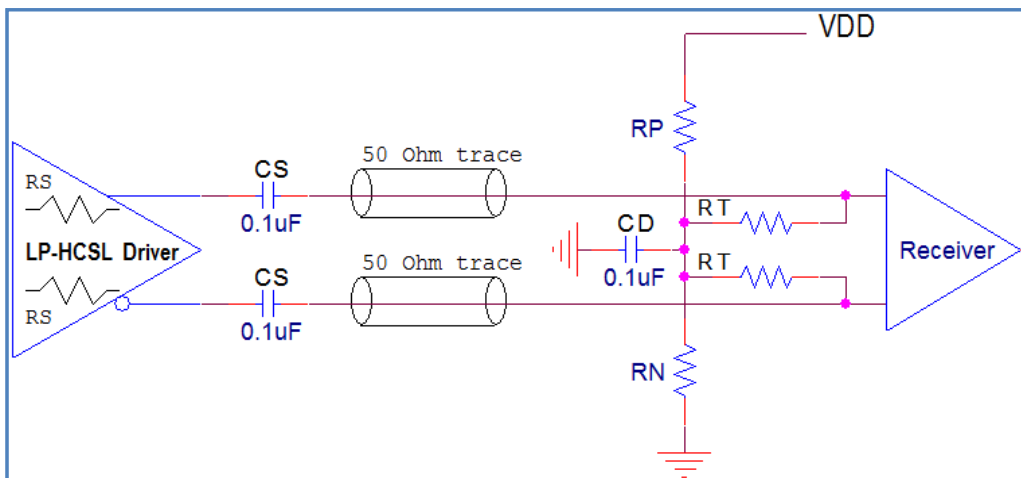 VDD
RP
50 Ohm trace
CS
RS
0.1uF
RT
CD
LP-HCSL Driver
Receiver
50 Ohm trace
RT
CS
0.1uF
RS
0.1uF
RN